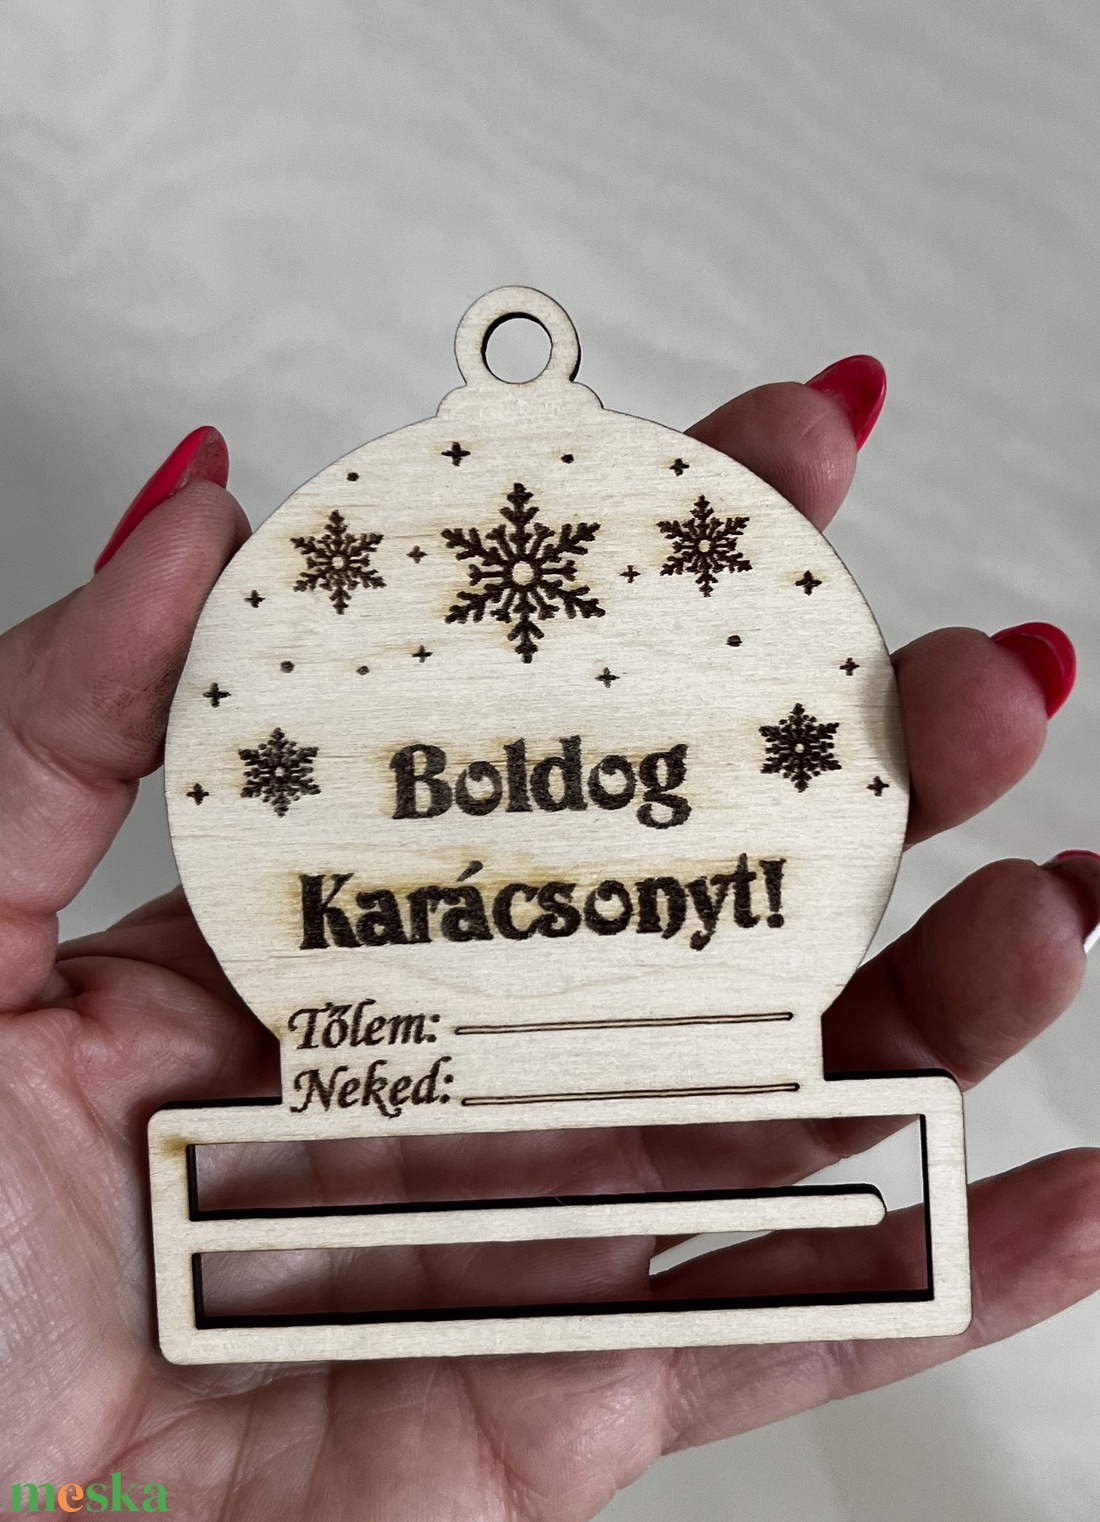 Boldog
Karácsonyt!
Tőlem:
Neked:
meska